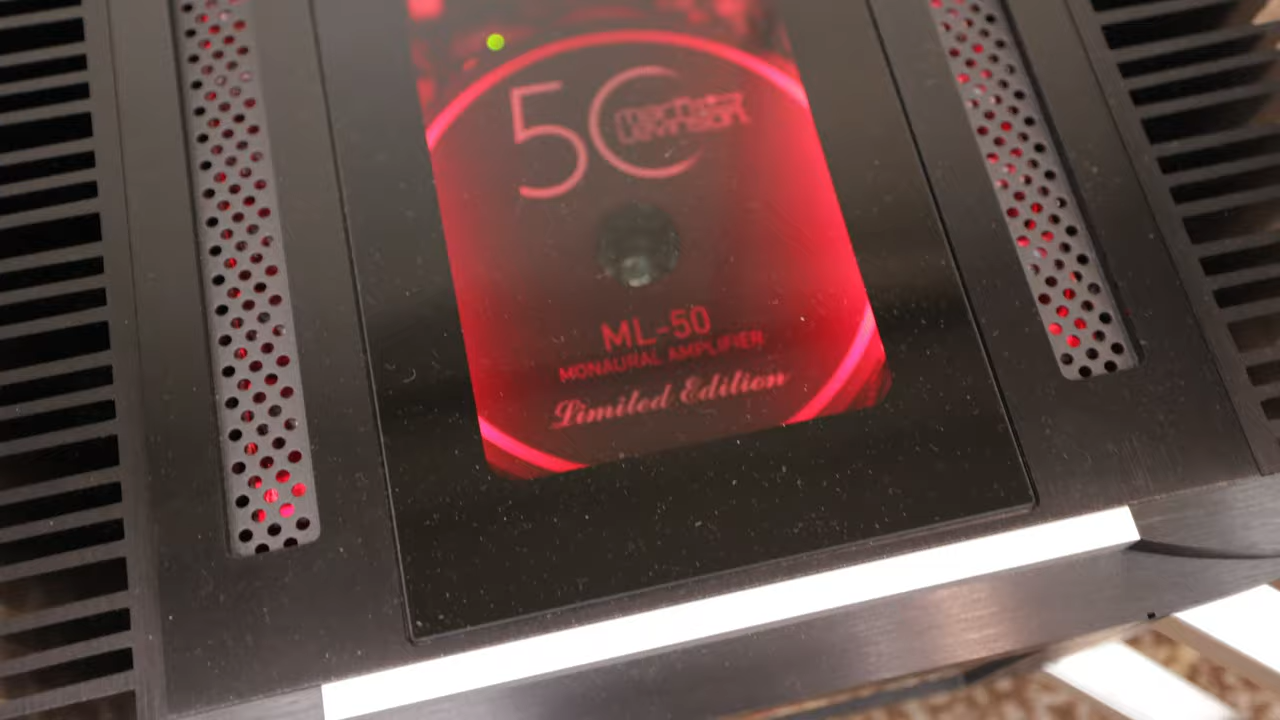 50
mark
levinson
ML-50
MONAURAL AMPLIFIER
Limited Edition